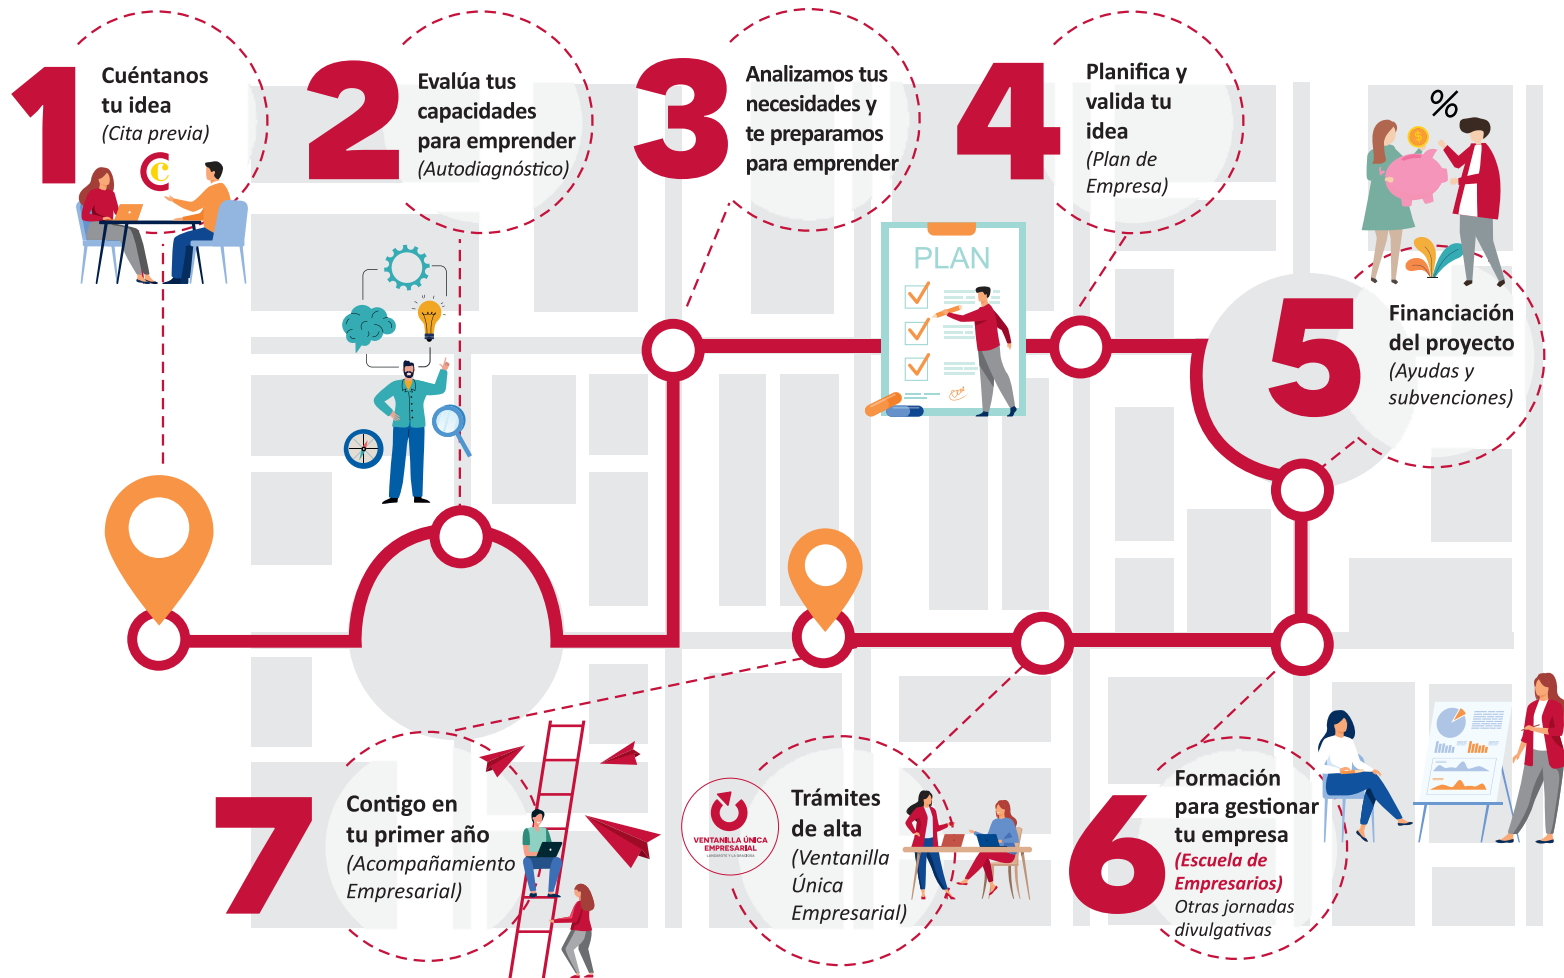 1
Cuéntanos
tu idea
(Cita previa)
C
2
Evalúa tus
capacidades
para emprender
(Autodiagnóstico)
3
Analizamos tus
necesidades y
te preparamos
para emprender
4
Planifica y
valida tu
idea
(Plan de
Empresa)
PLAN
%
$
5
Financiación
del proyecto
(Ayudas y
subvenciones)
6
Formación
para gestionar
tu empresa
(Escuela de
Empresarios)
Otras jornadas
divulgativas
VENTANILLA ÚNICA
EMPRESARIAL
LANZAROTE Y LA GRACIOSA
Trámites
de alta
(Ventanilla
Única
Empresarial)
7
Contigo en
tu primer año
(Acompañamiento
Empresarial)